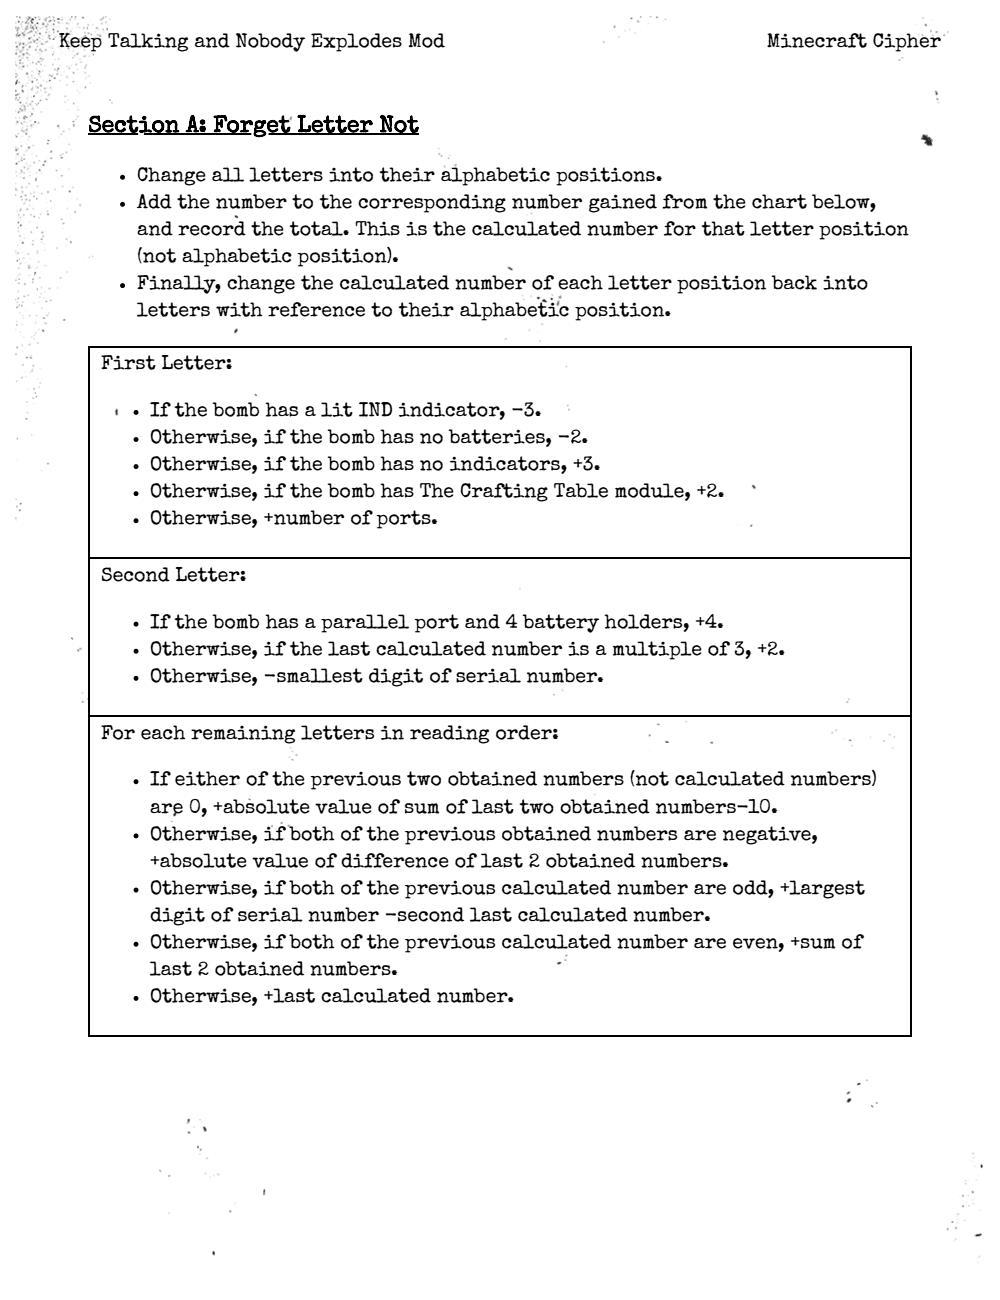 Keep Talking and Nobody Explodes Mod
Minecraft Cipher
Section A: Forget Letter Not
• Change all letters into their alphabetic positions.
• Add the number to the corresponding number gained from the chart below,
and record the total. This is the calculated number for that letter position
(not alphabetic position).
• Finally, change the calculated number of each letter position back into
letters with reference to their alphabetic position.
First Letter:
• If the bomb has a lit IND indicator, -3.
• Otherwise, if the bomb has no batteries, -2.
• Otherwise, if the bomb has no indicators, +3.
• Otherwise, if the bomb has The Crafting Table module, +2.
• Otherwise, +number of ports.
Second Letter:
• If the bomb has a parallel port and 4 battery holders, +4.
• Otherwise, if the last calculated number is a multiple of 3, +2.
• Otherwise, -smallest digit of serial number.
For each remaining letters in reading order:
• If either of the previous two obtained numbers (not calculated numbers)
are 0, +absolute value of sum of last two obtained numbers-10.
• Otherwise, if both of the previous obtained numbers are negative,
+absolute value of difference of last 2 obtained numbers.
• Otherwise, if both of the previous calculated number are odd, +largest
digit of serial number -second last calculated number.
• Otherwise, if both of the previous calculated number are even, +sum of
last 2 obtained numbers.
• Otherwise, +last calculated number.